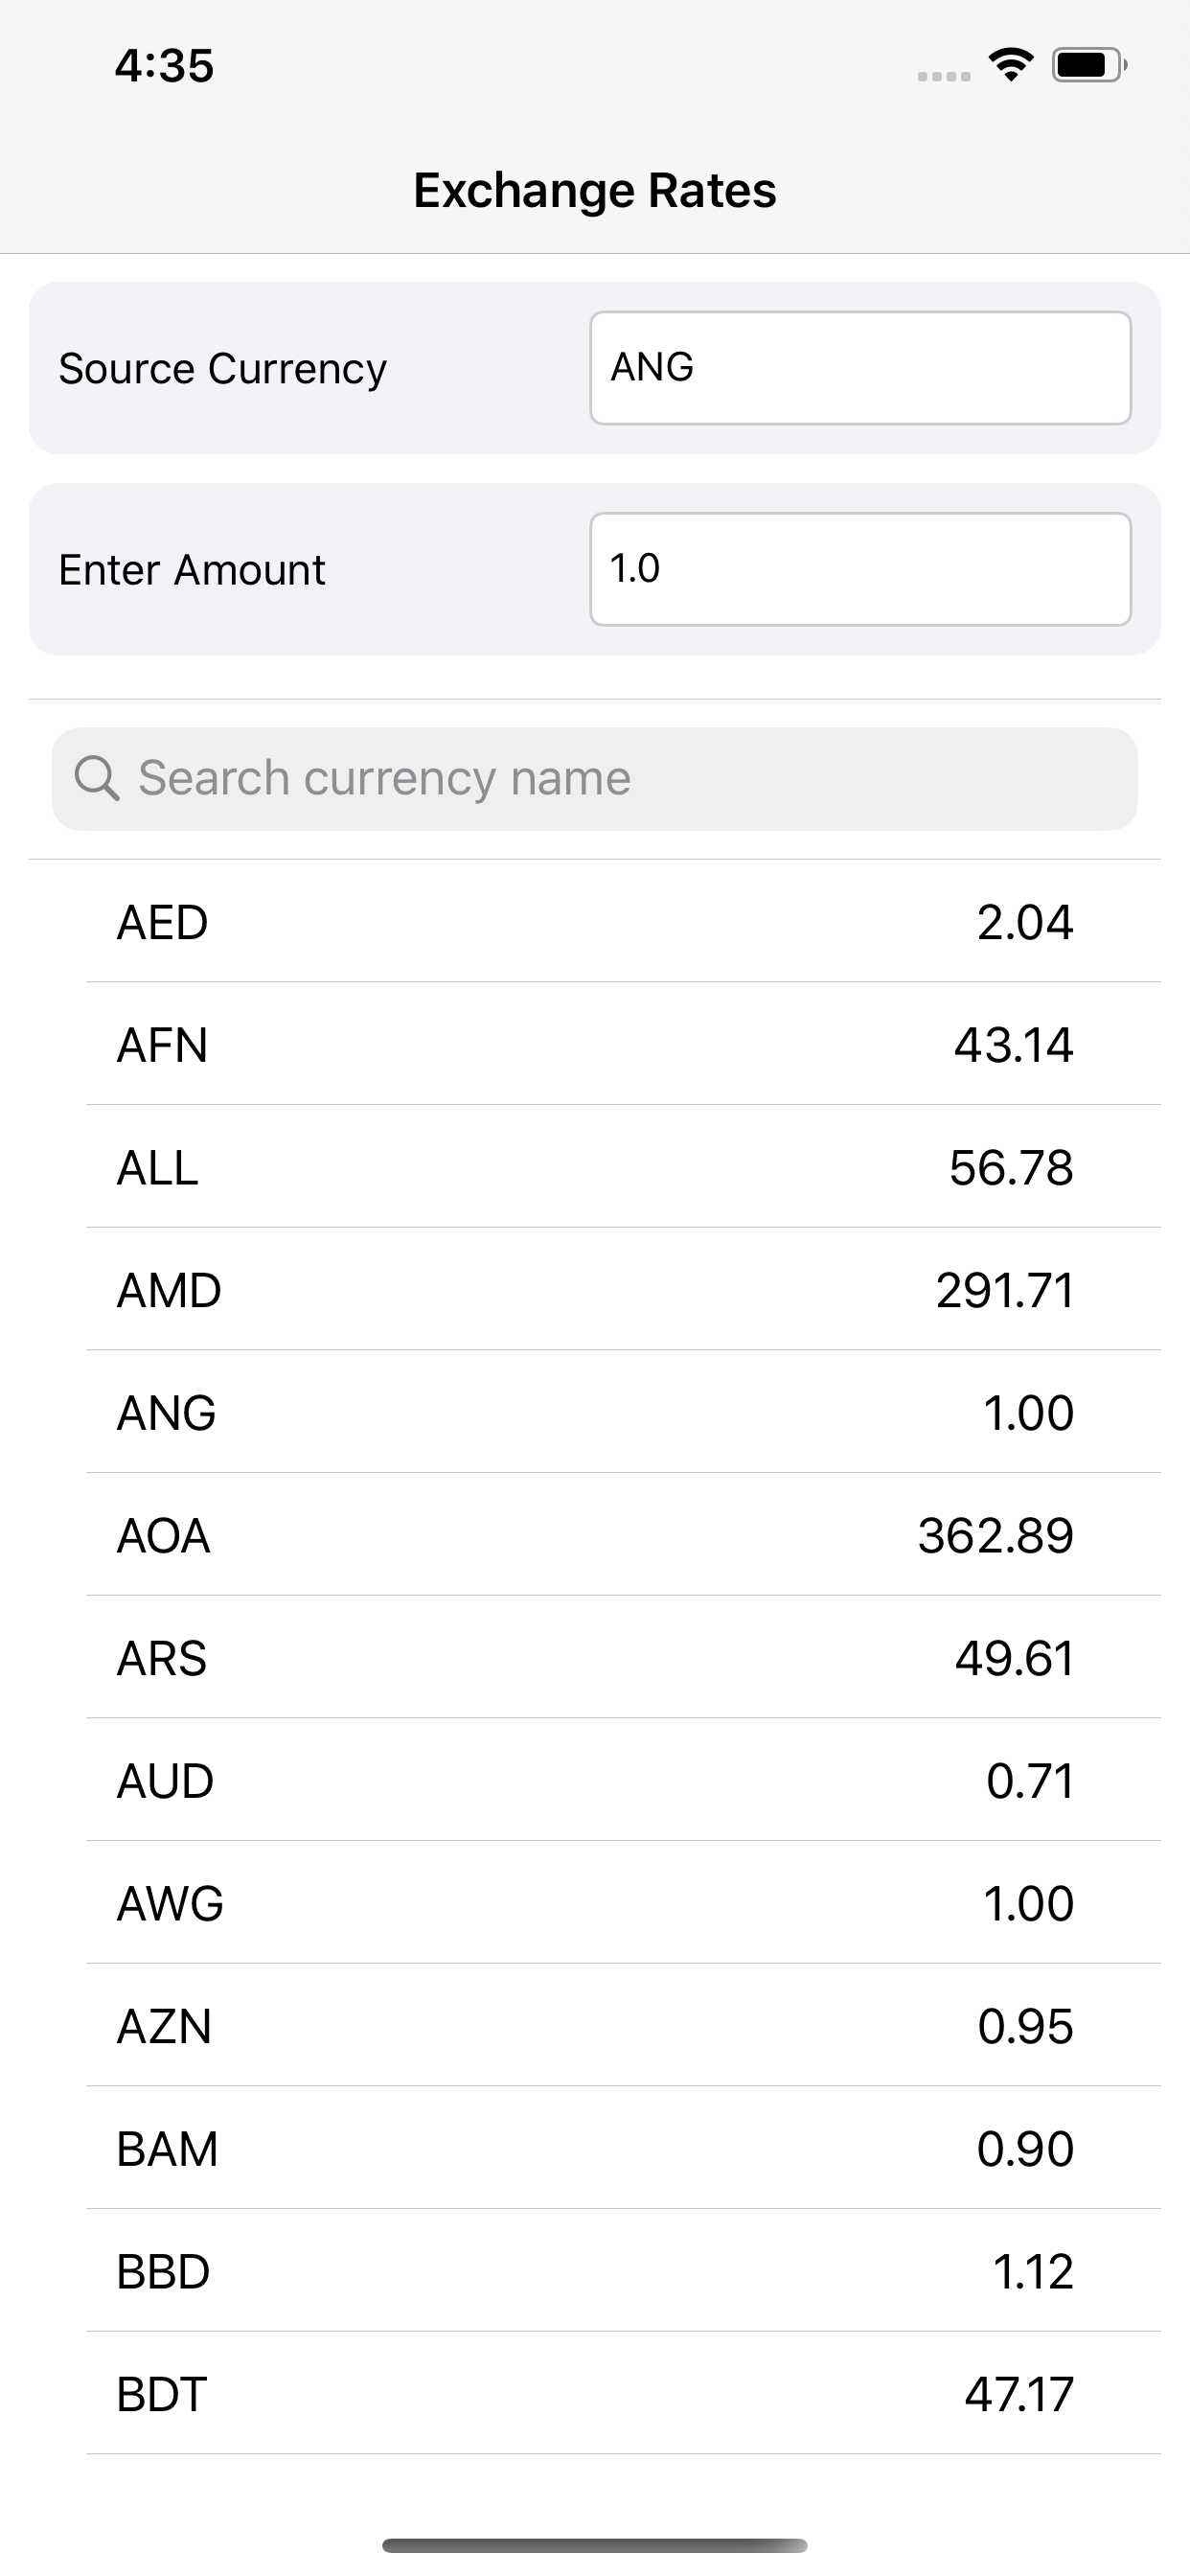 4:35
Exchange Rates
Source Currency ANG
Enter Amount 1.0
Search currency name
AED 2.04
AFN 43.14
ALL 56.78
AMD 291.71
ANG 1.00
AOA 362.89
ARS 49.61
AUD 0.71
AWG 1.00
AZN 0.95
BAM 0.90
BBD 1.12
BDT 47.17